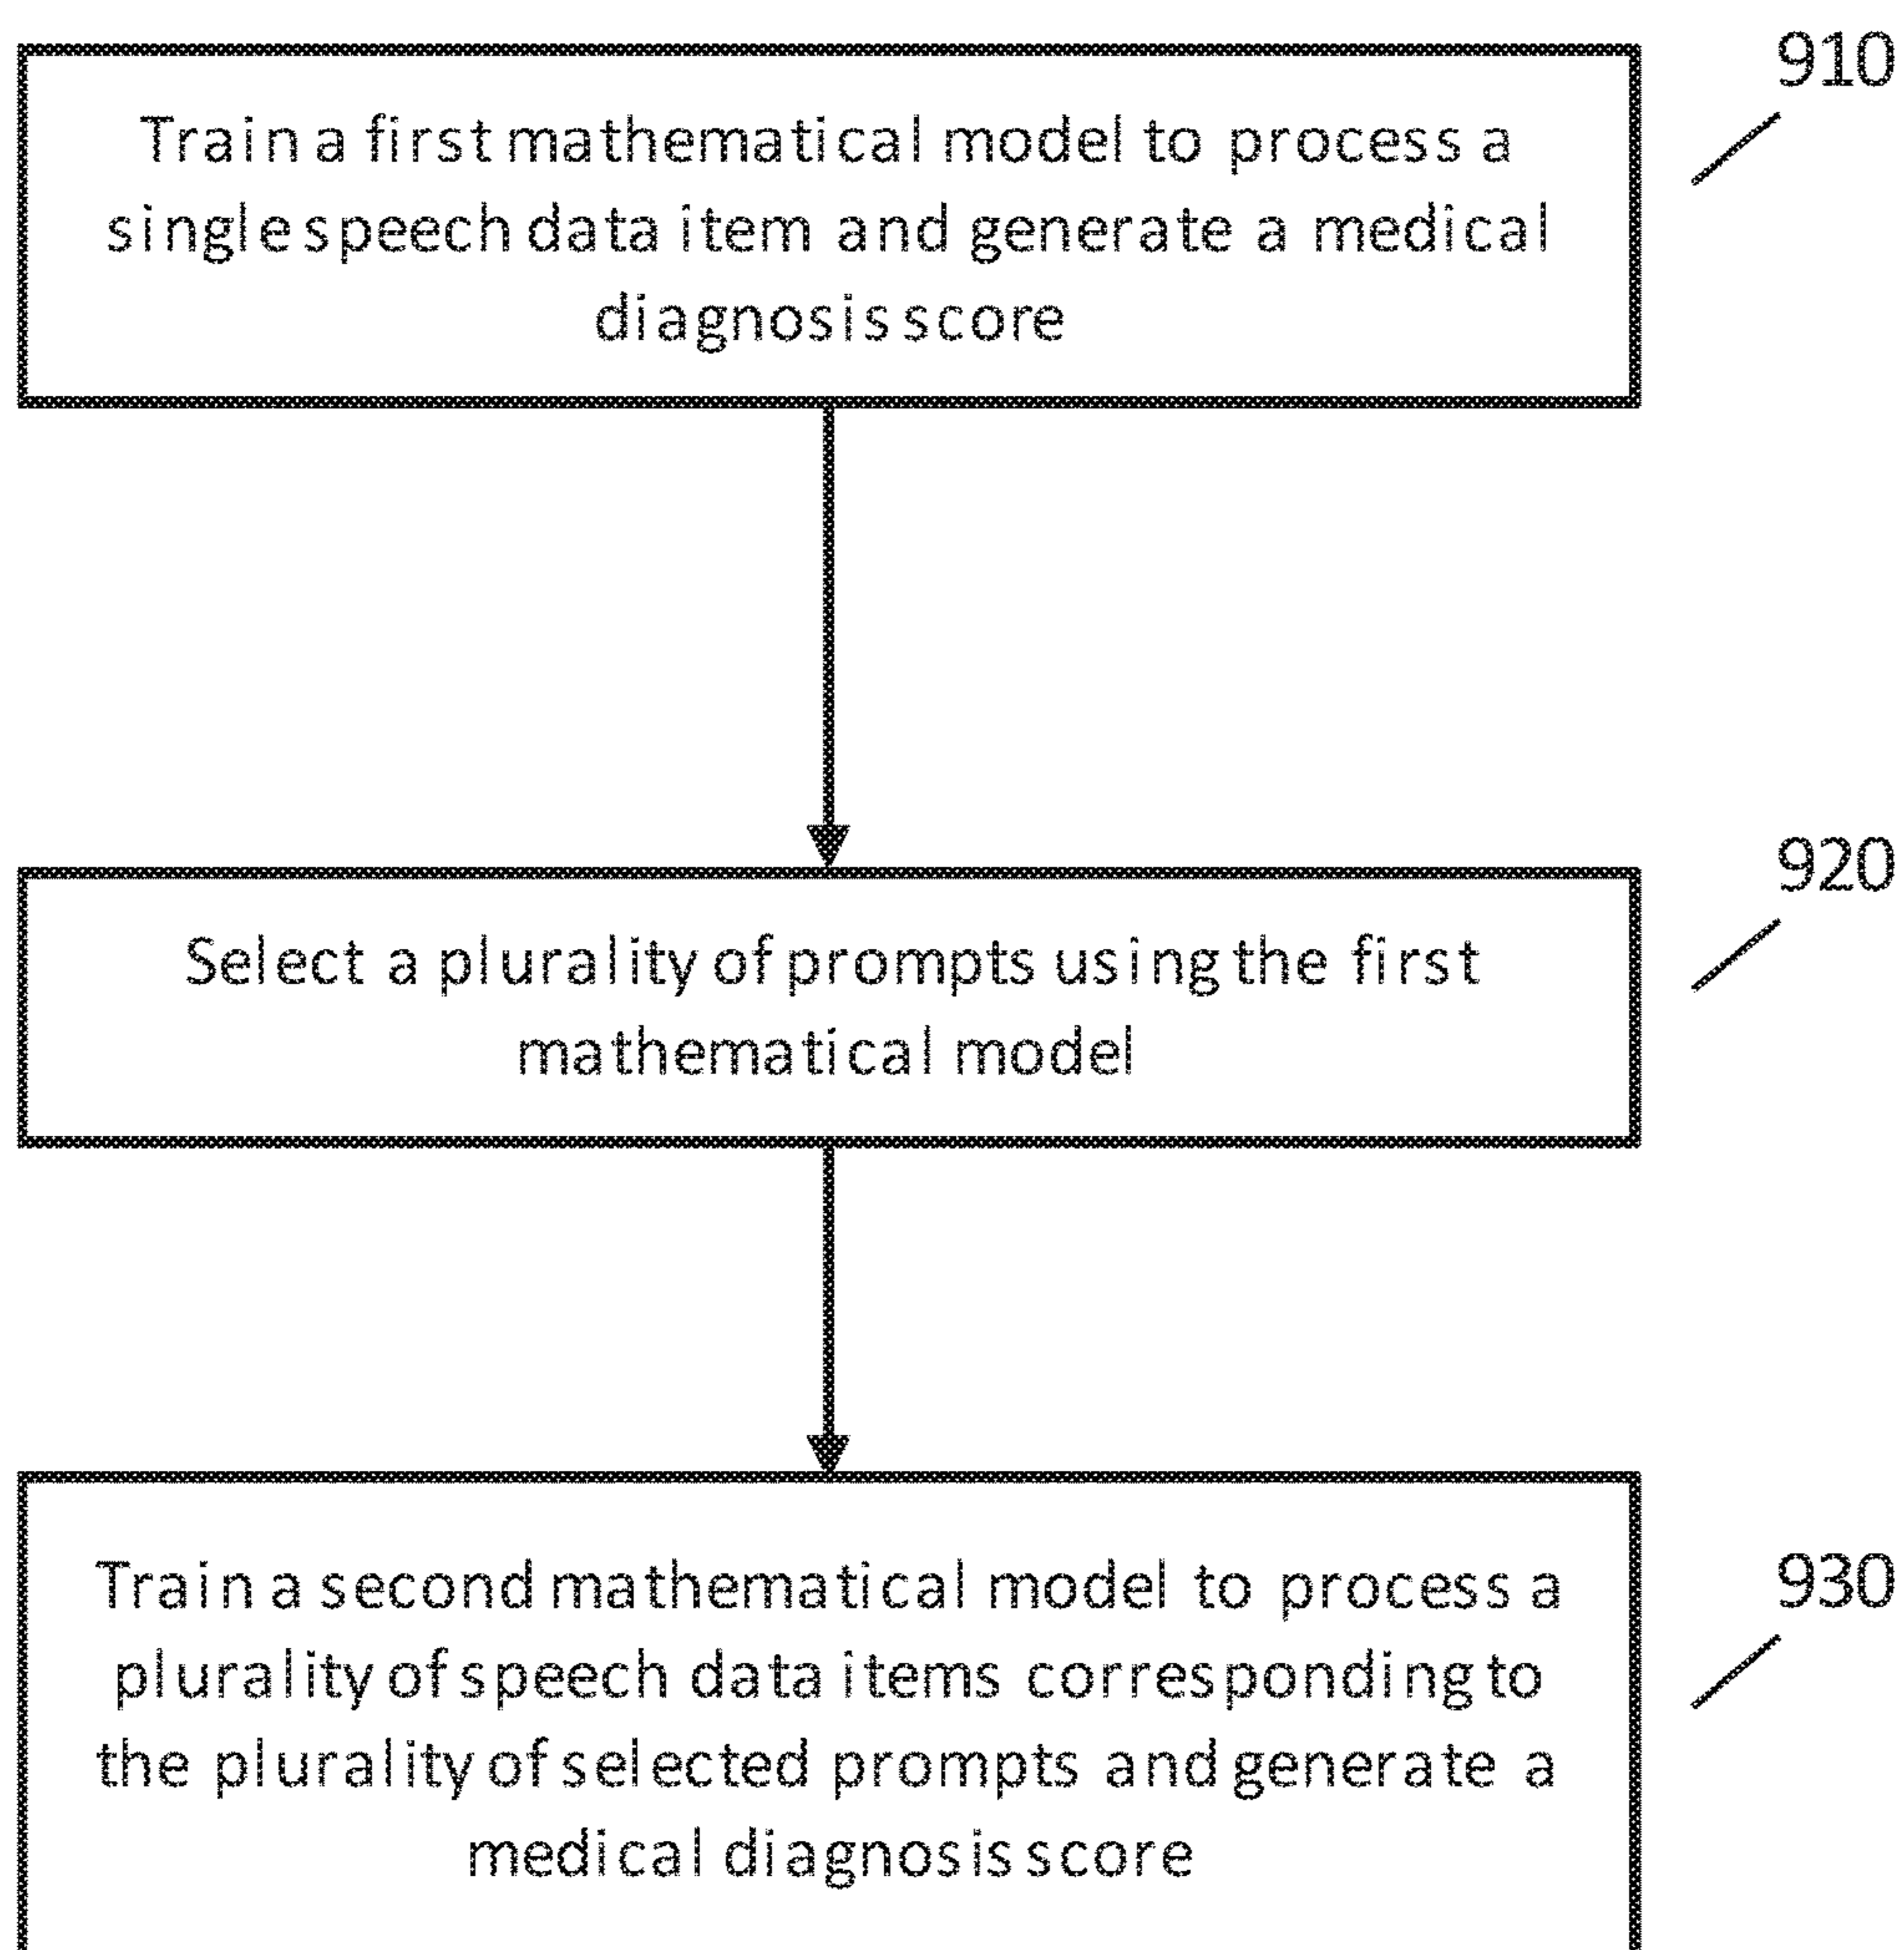 910
Train a first mathematical model to process a
single speech data item and generate a medical
diagnosis score
920
Select a plurality of prompts using the first
mathematical model
930
Train a second mathematical model to process a
plurality of speech data items corresponding to
the plurality of selected prompts and generate a
medical diagnosis score